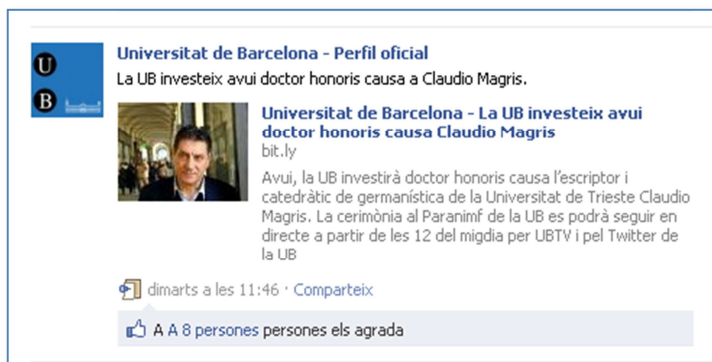 U
B
Universitat de Barcelona - Perfil oficial
La UB investeix avui doctor honoris causa a Claudio Magris.
Universitat de Barcelona - La UB investeix avui
doctor honoris causa Claudio Magris
bit.ly
Avui, la UB investirà doctor honoris causa l'escriptor i
catedràtic de germanística de la Universitat de Trieste Claudio
Magris. La cerimònia al Paranimf de la UB es podrà seguir en
directe a partir de les 12 del migdia per UBTV i pel Twitter de
la UB
dimarts a les 11:46 · Comparteix
A A 8 persones persones els agrada